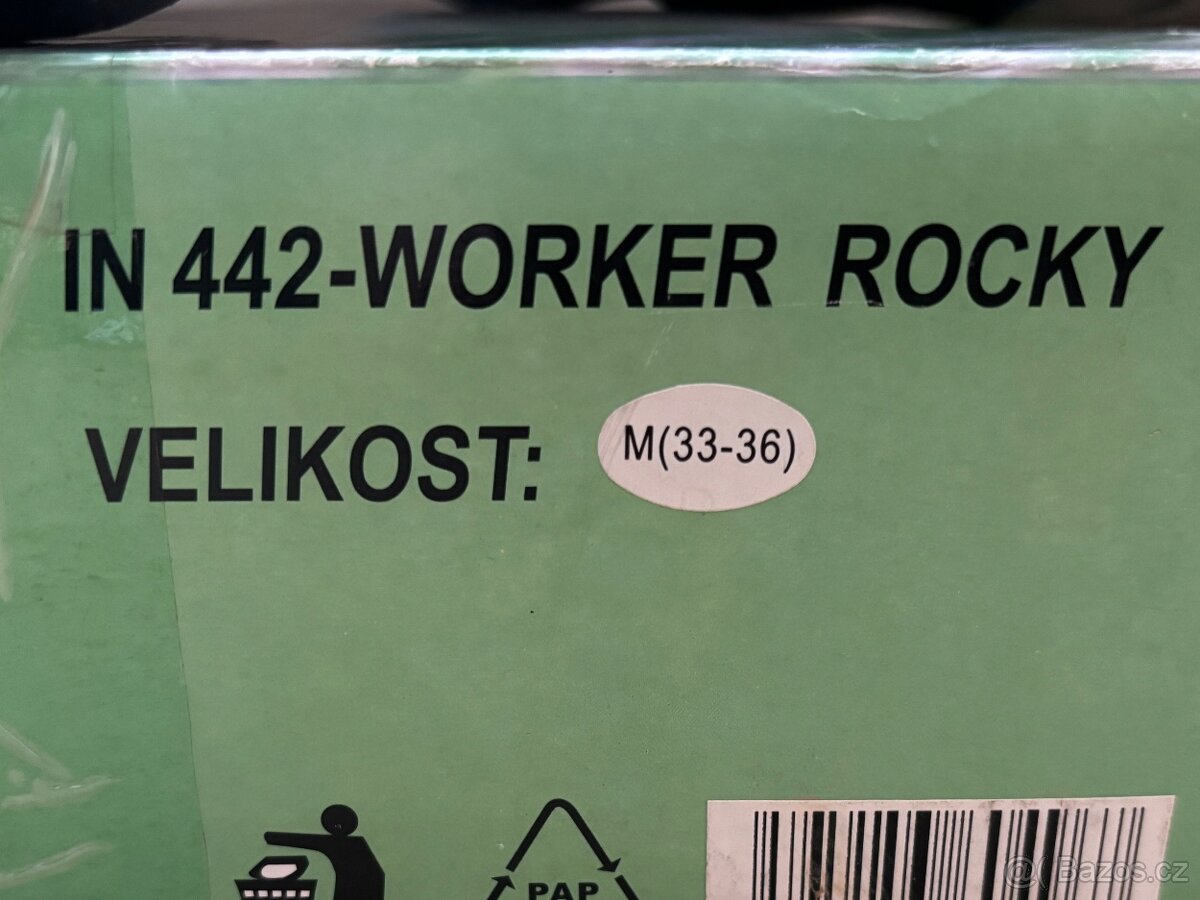 IN 442-WORKER ROCKY
VELIKOST: M(33-36)
PAP
Bazos.cz